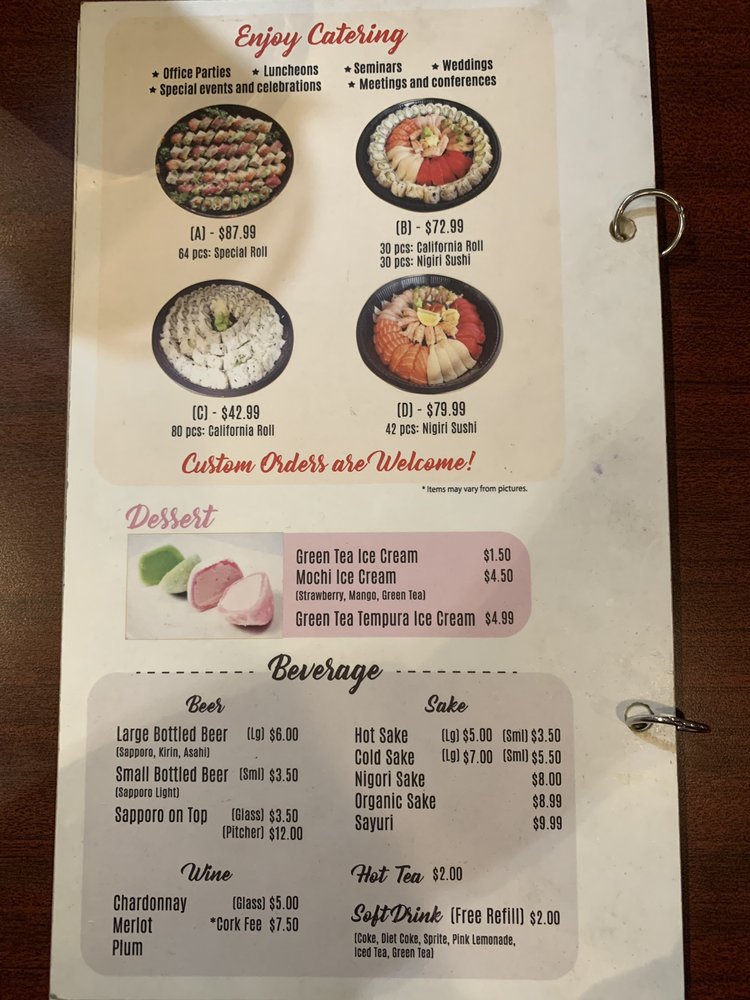 Enjoy Catering
★ Office Parties ★ Luncheons ★ Seminars ★ Weddings
★ Special events and celebrations ★ Meetings and conferences
(A) - $87.99
64 pcs: Special Roll
(B) - $72.99
30 pcs: California Roll
30 pcs: Nigiri Sushi
(C) - $42.99
80 pcs: California Roll
(D) - $79.99
42 pcs: Nigiri Sushi
Custom Orders are Welcome!
* Items may vary from pictures.
Dessert
Green Tea Ice Cream $1.50
Mochi Ice Cream $4.50
(Strawberry, Mango, Green Tea)
Green Tea Tempura Ice Cream $4.99
Beverage
Beer
Large Bottled Beer (Lg) $6.00
(Sapporo, Kirin, Asahi)
Small Bottled Beer (Sml) $3.50
(Sapporo Light)
Sapporo on Top (Glass) $3.50
(Pitcher) $12.00
Sake
Hot Sake (Lg) $5.00 (Sml) $3.50
Cold Sake (Lg) $7.00 (Sml) $5.50
Nigori Sake $8.00
Organic Sake $8.99
Sayuri $9.99
Wine
Chardonnay (Glass) $5.00
Merlot *Cork Fee $7.50
Plum
Hot Tea $2.00
Soft Drink (Free Refill) $2.00
(Coke, Diet Coke, Sprite, Pink Lemonade,
Iced Tea, Green Tea)